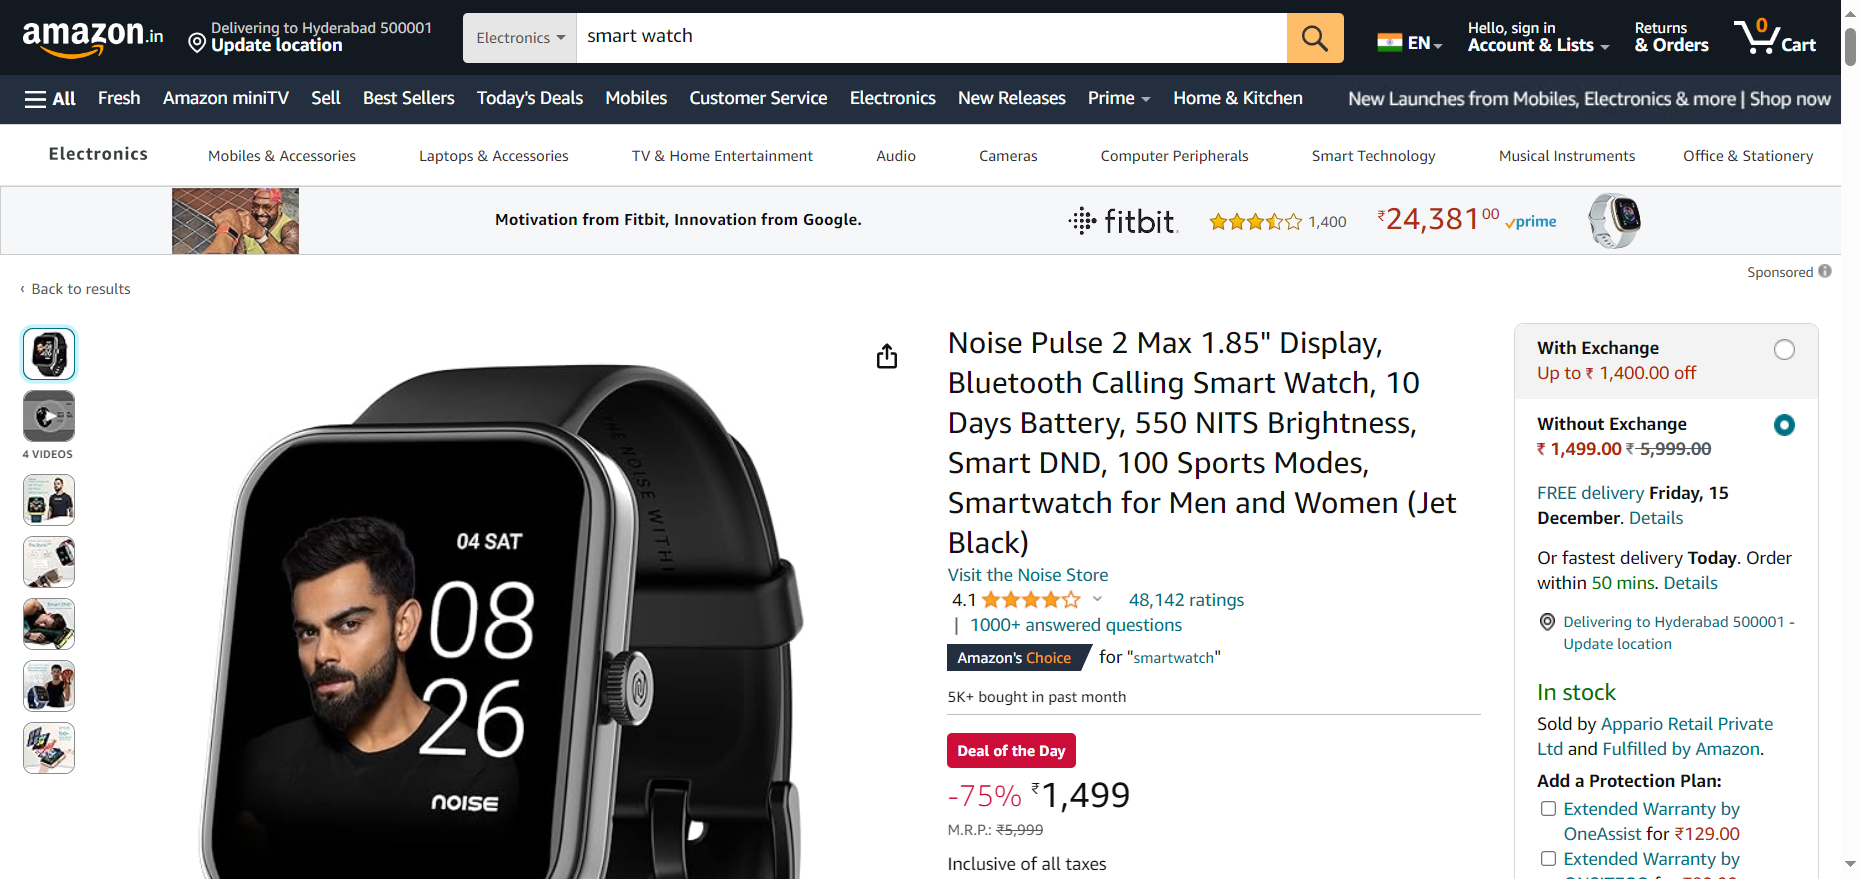 amazon.in
Delivering to Hyderabad 500001
Update location
Electronics
smart watch
EN
Hello, sign in
Account & Lists
Returns
& Orders
0
Cart
All
Fresh
Amazon miniTV
Sell
Best Sellers
Today's Deals
Mobiles
Customer Service
Electronics
New Releases
Prime
Home & Kitchen
New Launches from Mobiles, Electronics & more | Shop now
Electronics
Mobiles & Accessories
Laptops & Accessories
TV & Home Entertainment
Audio
Cameras
Computer Peripherals
Smart Technology
Musical Instruments
Office & Stationery
Motivation from Fitbit, Innovation from Google.
fitbit
1,400
₹24,38100
prime
Sponsored
‹ Back to results
4 VIDEOS
THE NOISE WITHI
04 SAT
08
26
NOISE
Noise Pulse 2 Max 1.85" Display,
Bluetooth Calling Smart Watch, 10
Days Battery, 550 NITS Brightness,
Smart DND, 100 Sports Modes,
Smartwatch for Men and Women (Jet
Black)
Visit the Noise Store
4.1
48,142 ratings
| 1000+ answered questions
Amazon's Choice for "smartwatch"
5K+ bought in past month
Deal of the Day
-75% ₹1,499
M.R.P.: ₹5,999
Inclusive of all taxes
With Exchange
Up to ₹ 1,400.00 off
Without Exchange
₹ 1,499.00 ₹ 5,999.00
FREE delivery Friday, 15
December. Details
Or fastest delivery Today. Order
within 50 mins. Details
Delivering to Hyderabad 500001 -
Update location
In stock
Sold by Appario Retail Private
Ltd and Fulfilled by Amazon.
Add a Protection Plan:
Extended Warranty by
OneAssist for ₹129.00
Extended Warranty by